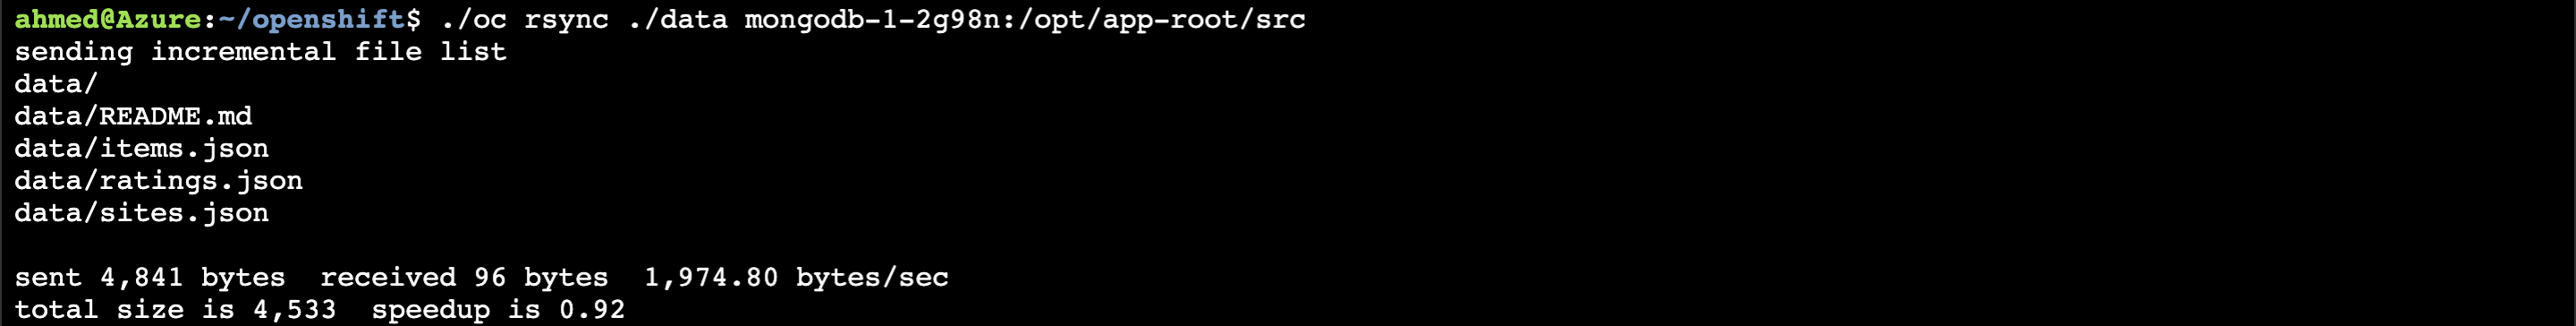 ahmed@Azure:~/openshift$ ./oc rsync ./data mongodb-1-2g98n:/opt/app-root/src
sending incremental file list
data/
data/README.md
data/items.json
data/ratings.json
data/sites.json
sent 4,841 bytes  received 96 bytes  1,974.80 bytes/sec
total size is 4,533  speedup is 0.92